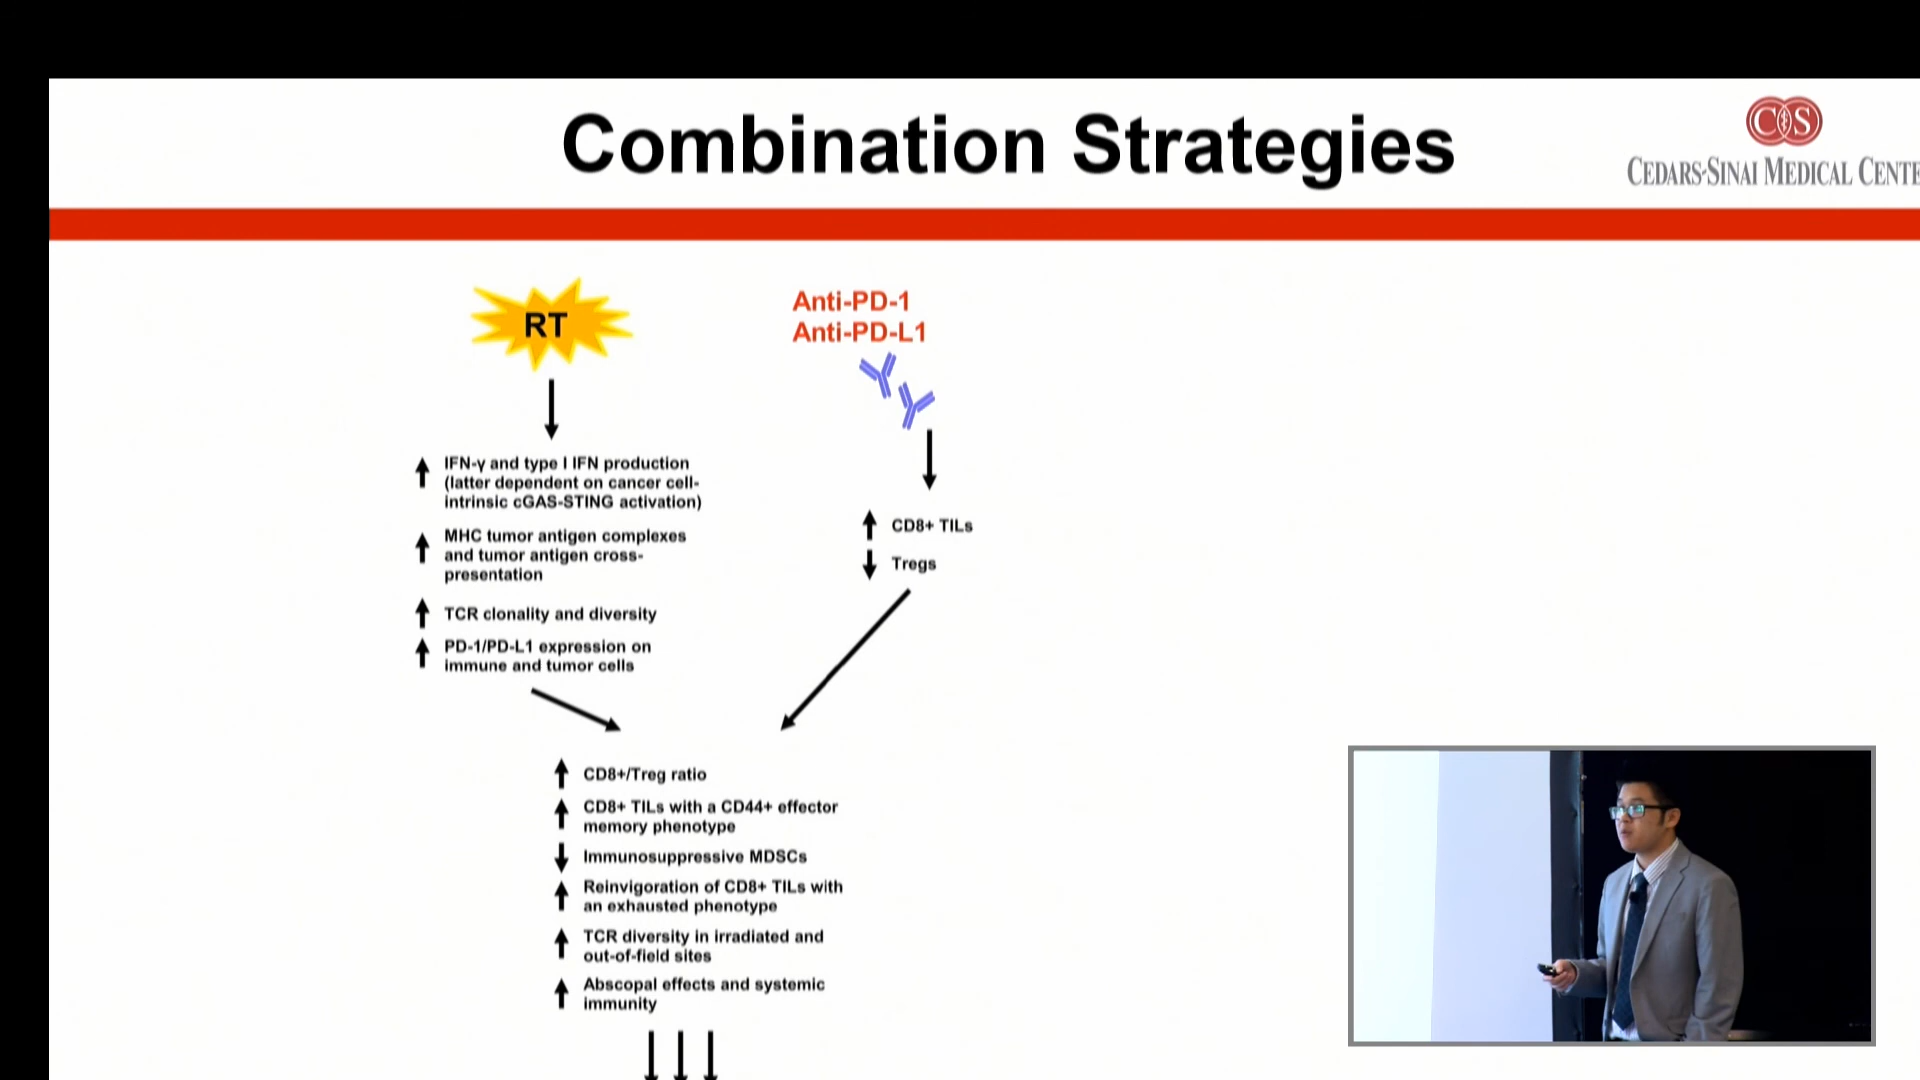 Combination Strategies
CS
CEDARS-SINAI MEDICAL CENTE
RT
Anti-PD-1
Anti-PD-L1
IFN-γ and type I IFN production
(latter dependent on cancer cell-
intrinsic cGAS-STING activation)
MHC tumor antigen complexes
and tumor antigen cross-
presentation
TCR clonality and diversity
PD-1/PD-L1 expression on
immune and tumor cells
CD8+ TILs
Tregs
CD8+/Treg ratio
CD8+ TILs with a CD44+ effector
memory phenotype
Immunosuppressive MDSCs
Reinvigoration of CD8+ TILs with
an exhausted phenotype
TCR diversity in irradiated and
out-of-field sites
Abscopal effects and systemic
immunity